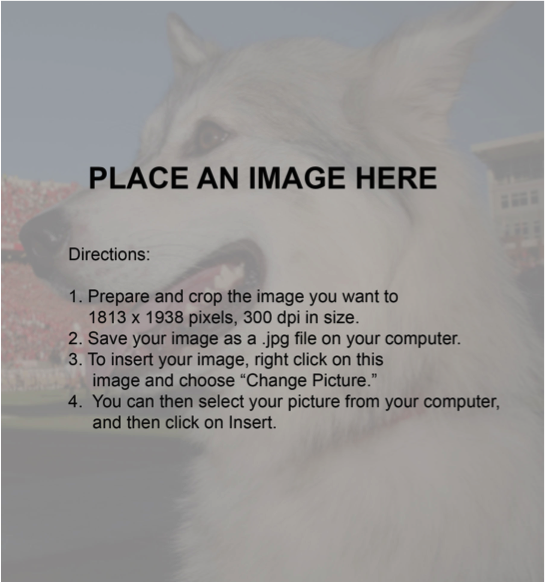 PLACE AN IMAGE HERE
Directions:
1. Prepare and crop the image you want to
1813 x 1938 pixels, 300 dpi in size.
2. Save your image as a .jpg file on your computer.
3. To insert your image, right click on this
image and choose “Change Picture.”
4. You can then select your picture from your computer,
and then click on Insert.